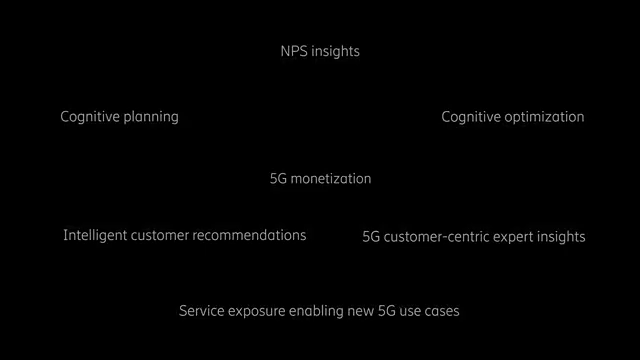 NPS insights
Cognitive planning
Cognitive optimization
5G monetization
Intelligent customer recommendations
5G customer-centric expert insights
Service exposure enabling new 5G use cases